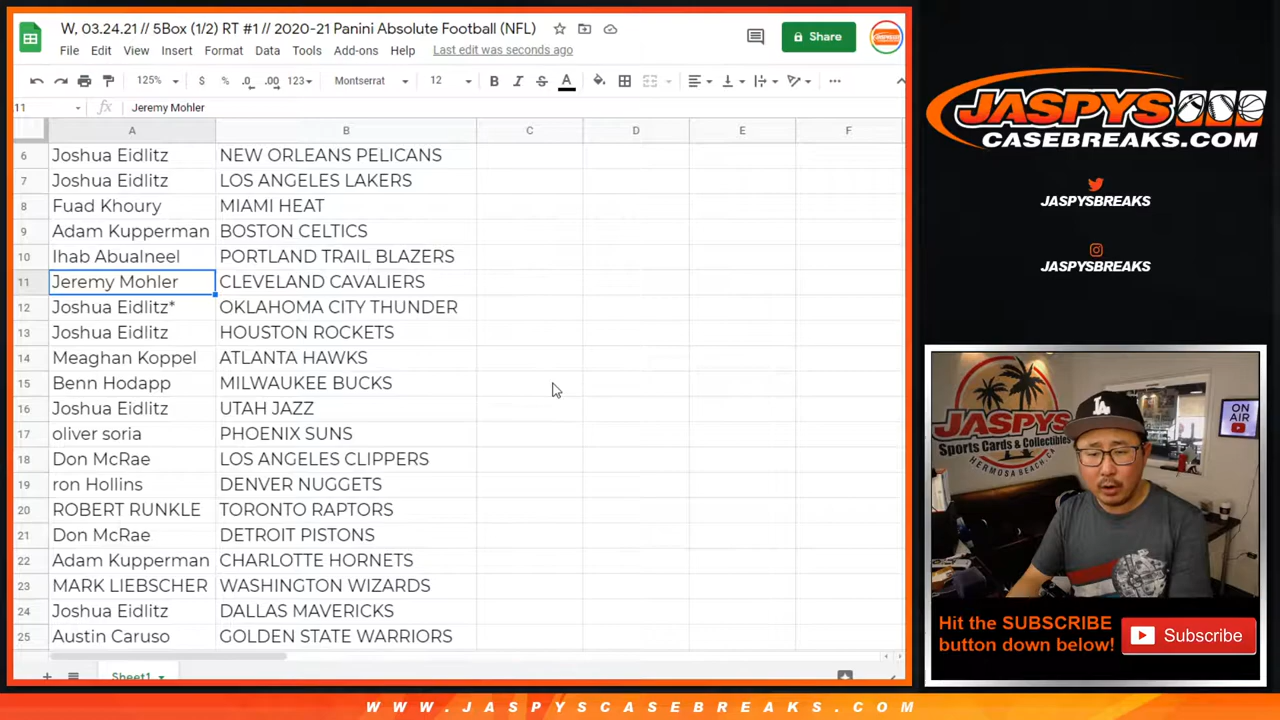 W, 03.24.21 // 5Box (1/2) RT #1 // 2020-21 Panini Absolute Football (NFL)
File Edit View Insert Format Data Tools Add-ons Help Last edit was seconds ago
Share
125% $ % .0 .00 123 Montserrat 12 B I S A
11 fx Jeremy Mohler
A B C D E F
6 Joshua Eidlitz NEW ORLEANS PELICANS
7 Joshua Eidlitz LOS ANGELES LAKERS
8 Fuad Khoury MIAMI HEAT
9 Adam Kupperman BOSTON CELTICS
10 Ihab Abualneel PORTLAND TRAIL BLAZERS
11 Jeremy Mohler CLEVELAND CAVALIERS
12 Joshua Eidlitz* OKLAHOMA CITY THUNDER
13 Joshua Eidlitz HOUSTON ROCKETS
14 Meaghan Koppel ATLANTA HAWKS
15 Benn Hodapp MILWAUKEE BUCKS
16 Joshua Eidlitz UTAH JAZZ
17 oliver soria PHOENIX SUNS
18 Don McRae LOS ANGELES CLIPPERS
19 ron Hollins DENVER NUGGETS
20 ROBERT RUNKLE TORONTO RAPTORS
21 Don McRae DETROIT PISTONS
22 Adam Kupperman CHARLOTTE HORNETS
23 MARK LIEBSCHER WASHINGTON WIZARDS
24 Joshua Eidlitz DALLAS MAVERICKS
25 Austin Caruso GOLDEN STATE WARRIORS
Sheet1
JASPYS
CASEBREAKS.COM
JASPYSBREAKS
JASPYSBREAKS
JASPYS
Sports Cards & Collectibles
HERMOSA BEACH, CA
LA
ON
AIR
Hit the SUBSCRIBE
button down below!
Subscribe
WWW.JASPYSCASEBREAKS.COM